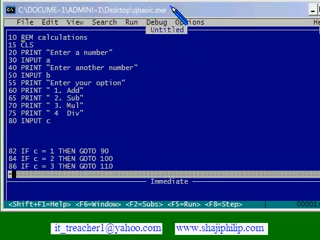 C:\DOCUME~1\ADMINI~1\Desktop\qbasic.exe
File Edit View Search Run Debug Options
Untitled
10 REM calculations
15 CLS
20 PRINT "Enter a number"
30 INPUT a
40 PRINT "Enter another number"
50 INPUT b
55 PRINT "Enter your option"
60 PRINT " 1. Add"
65 PRINT " 2. Sub"
70 PRINT " 3. Mul"
75 PRINT " 4  Div"
80 INPUT c
82 IF c = 1 THEN GOTO 90
84 IF c = 2 THEN GOTO 100
86 IF c = 3 THEN GOTO 110
Immediate
<Shift+F1=Help> <F6=Window> <F2=Subs> <F5=Run> <F8=Step>
it_treacher1@yahoo.com www.shajiphilip.com